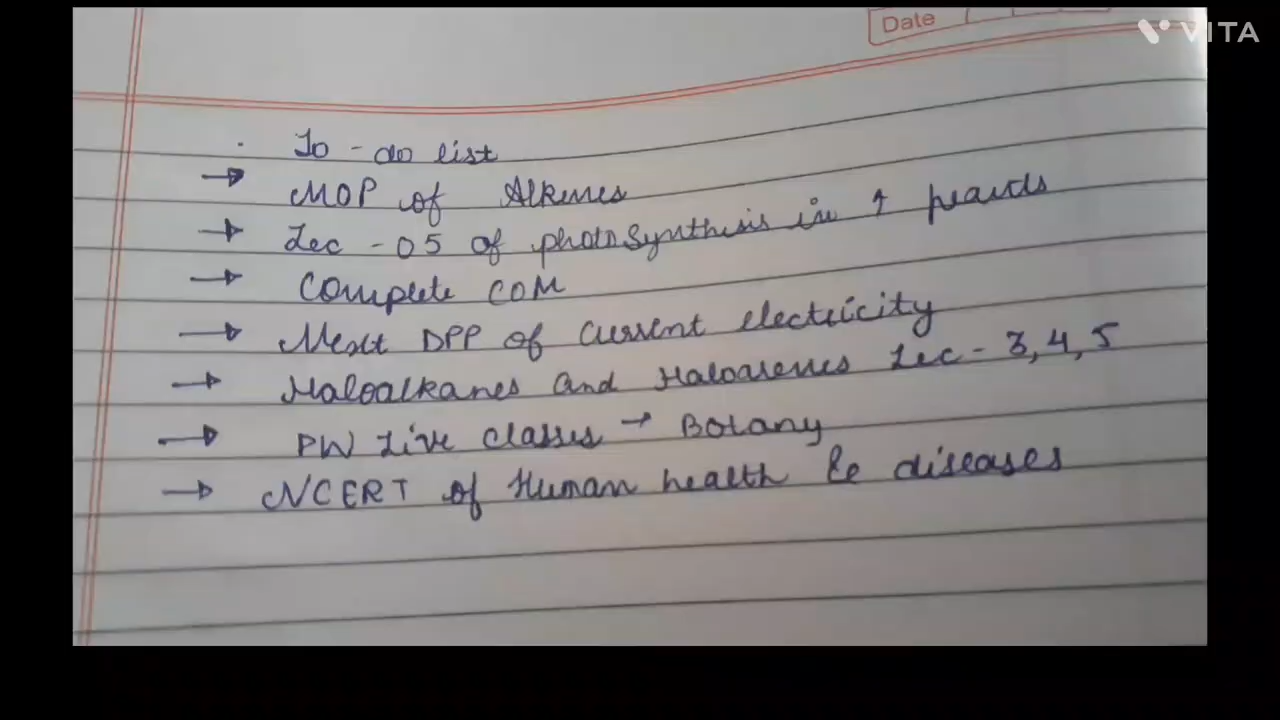 Date
VITA
To-do list
→ MOP of Alkenes
→ Lec-05 of photosynthesis in ↑ plants
→ Complete COM
→ Next DPP of Current electricity
→ Haloalkanes and Haloarenes Lec-3,4,5
→ PW Live classes → Botany
→ NCERT of Human health & diseases